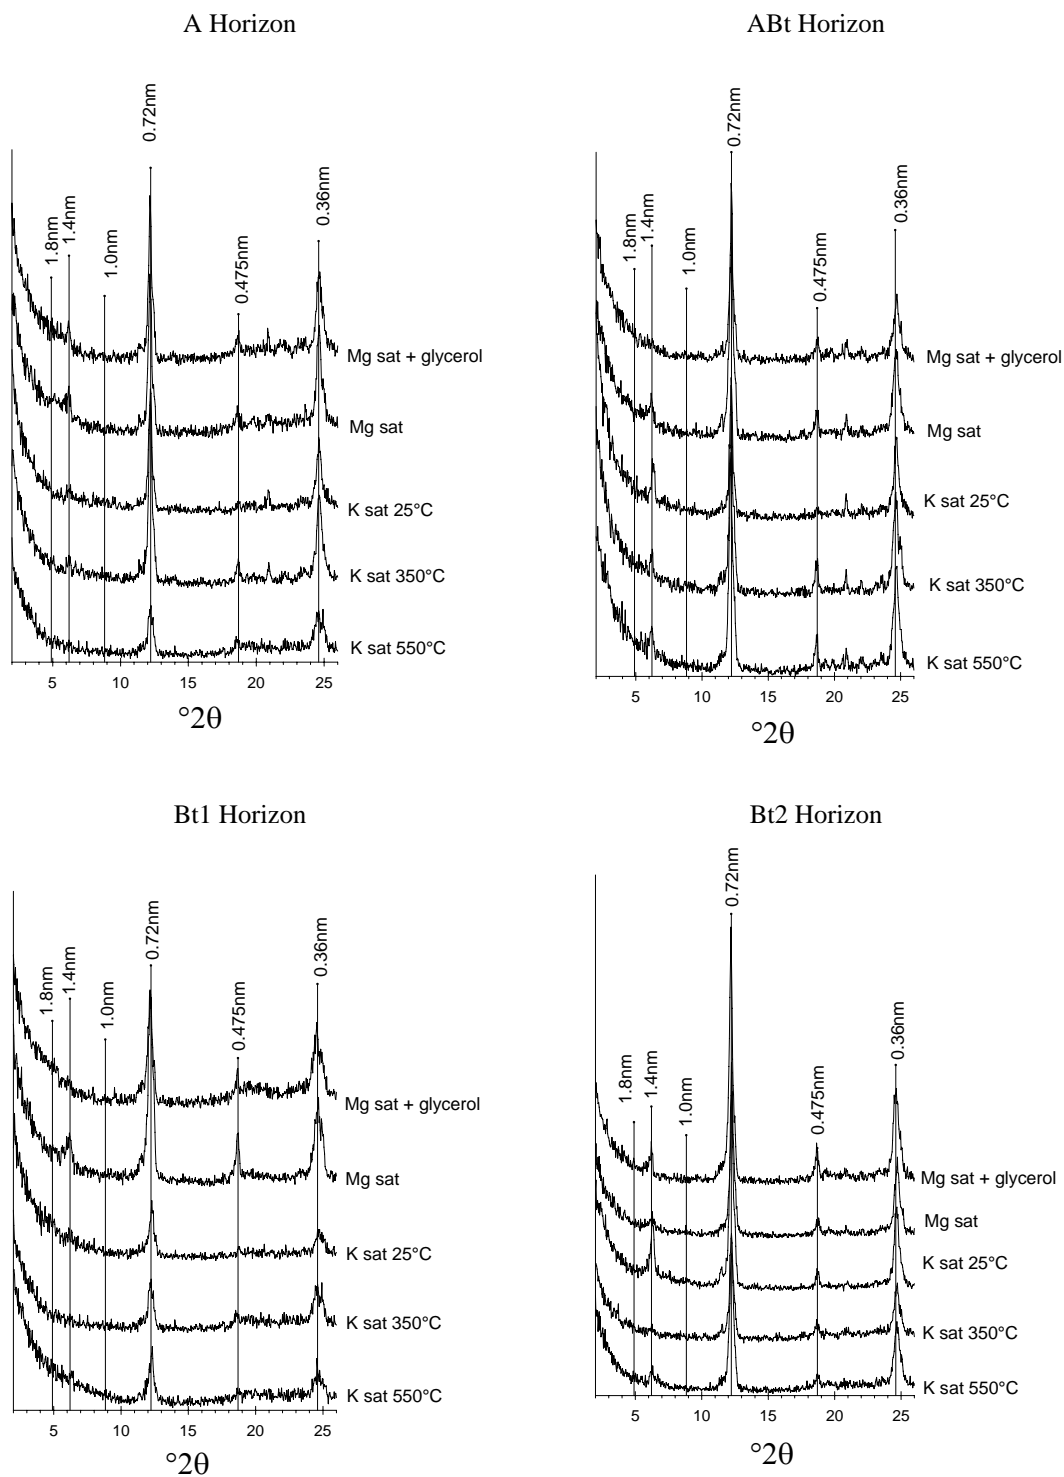 A Horizon
0.72nm
1.8nm
1.4nm
1.0nm
0.475nm
0.36nm
Mg sat + glycerol
Mg sat
K sat 25°C
K sat 350°C
K sat 550°C
5 10 15 20 25
°2θ
ABt Horizon
0.72nm
1.8nm
1.4nm
1.0nm
0.475nm
0.36nm
Mg sat + glycerol
Mg sat
K sat 25°C
K sat 350°C
K sat 550°C
5 10 15 20 25
°2θ
Bt1 Horizon
1.8nm
1.4nm
1.0nm
0.72nm
0.475nm
0.36nm
Mg sat + glycerol
Mg sat
K sat 25°C
K sat 350°C
K sat 550°C
5 10 15 20 25
°2θ
Bt2 Horizon
0.72nm
1.8nm
1.4nm
1.0nm
0.475nm
0.36nm
Mg sat + glycerol
Mg sat
K sat 25°C
K sat 350°C
K sat 550°C
5 10 15 20 25
°2θ